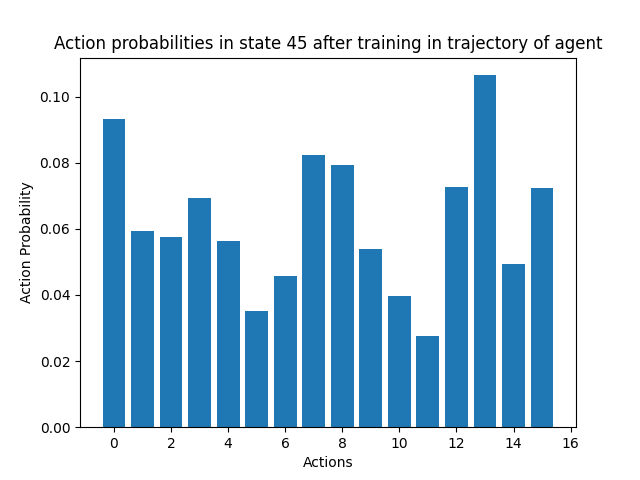 Action probabilities in state 45 after training in trajectory of agent
0.10
0.08
0.06
0.04
0.02
0.00
Action Probability
0 2 4 6 8 10 12 14 16
Actions